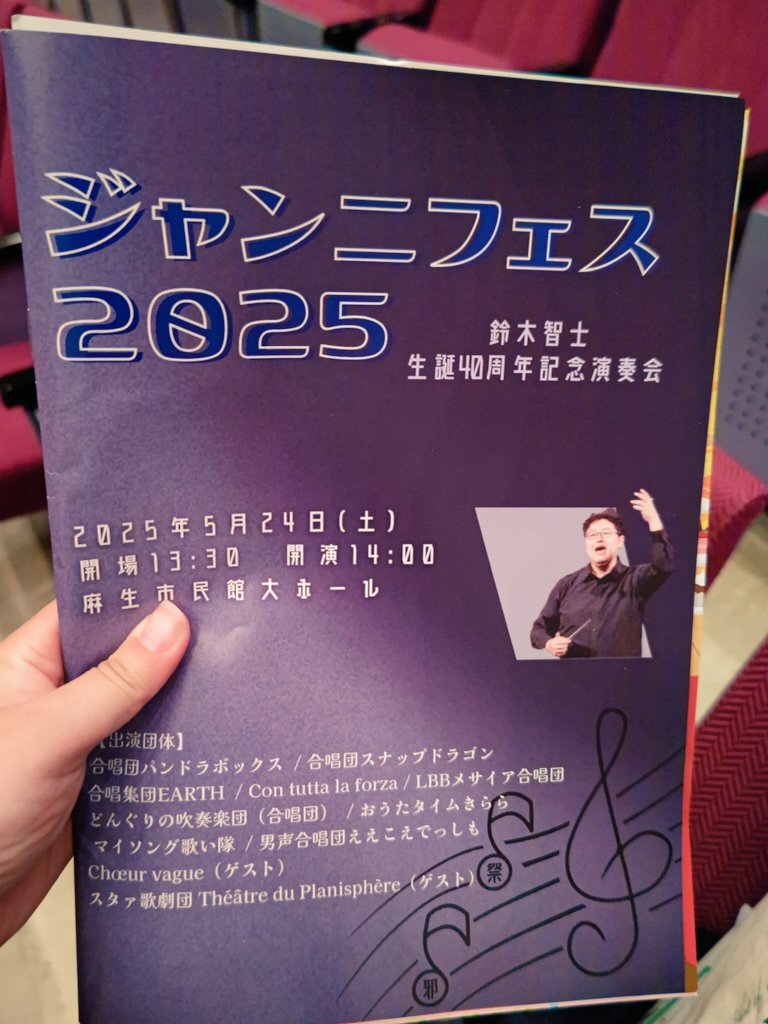 ジャンニフェス
2025
鈴木智士
生誕40周年記念演奏会
2025年5月24日(土)
開場13:30 開演14:00
麻生市民館大ホール
【出演団体】
合唱団パンドラボックス / 合唱団スナップドラゴン
合唱集団EARTH / Con tutta la forza / LBBメサイア合唱団
どんぐりの吹奏楽団（合唱団） / おうたタイムきらら
マイソング歌い隊 / 男声合唱団ええこえでっしも
Chœur vague（ゲスト）
スタァ歌劇団 Théâtre du Planisphère（ゲスト）
祭
邪